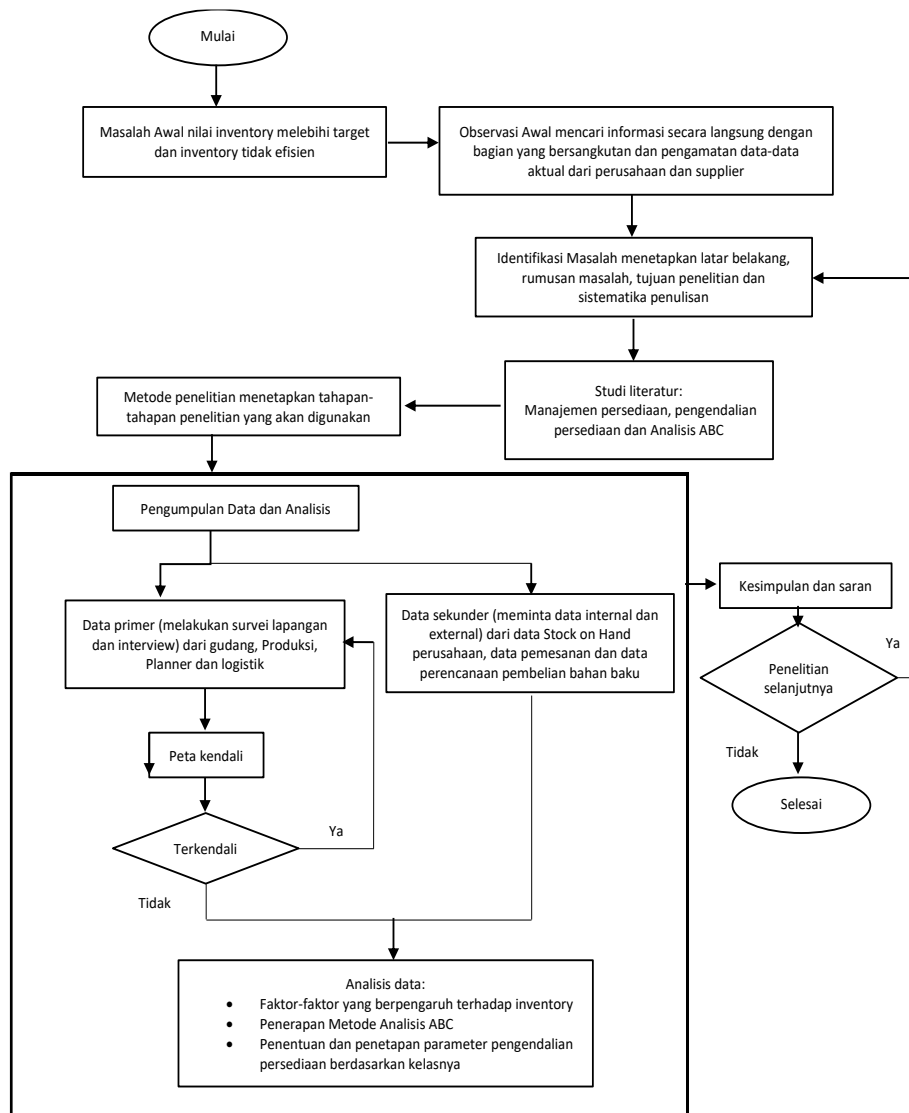 Mulai
Masalah Awal nilai inventory melebihi target
dan inventory tidak efisien
Observasi Awal mencari informasi secara langsung dengan
bagian yang bersangkutan dan pengamatan data-data
aktual dari perusahaan dan supplier
Identifikasi Masalah menetapkan latar belakang,
rumusan masalah, tujuan penelitian dan
sistematika penulisan
Studi literatur:
Manajemen persediaan, pengendalian
persediaan dan Analisis ABC
Metode penelitian menetapkan tahapan-
tahapan penelitian yang akan digunakan
Pengumpulan Data dan Analisis
Data primer (melakukan survei lapangan
dan interview) dari gudang, Produksi,
Planner dan logistik
Data sekunder (meminta data internal dan
external) dari data Stock on Hand
perusahaan, data pemesanan dan data
perencanaan pembelian bahan baku
Peta kendali
Terkendali
Ya
Tidak
Analisis data:
• Faktor-faktor yang berpengaruh terhadap inventory
• Penerapan Metode Analisis ABC
• Penentuan dan penetapan parameter pengendalian
persediaan berdasarkan kelasnya
Kesimpulan dan saran
Penelitian
selanjutnya
Ya
Tidak
Selesai